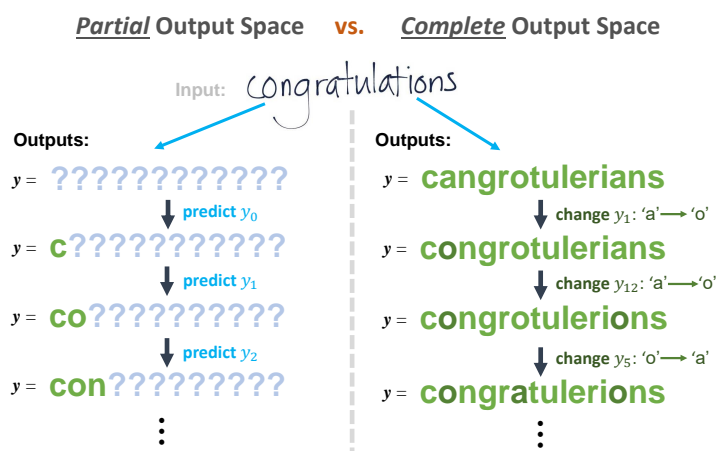 Partial Output Space vs. Complete Output Space
Input: congratulations
Outputs:
y = ????????????
predict y₀
y = c???????????
predict y₁
y = co??????????
predict y₂
y = con?????????
Outputs:
y = cangrotulerians
change y₁: 'a'→'o'
y = congrotulerians
change y₁₂: 'a'→'o'
y = congrotulerions
change y₅: 'o'→ 'a'
y = congratulerions